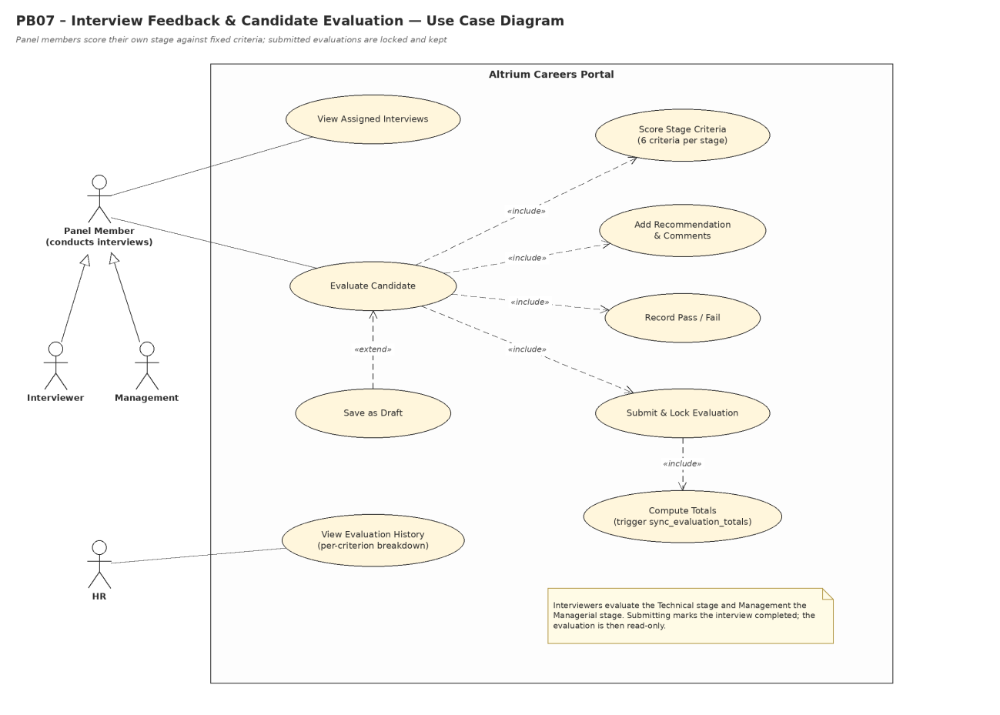 PB07 – Interview Feedback & Candidate Evaluation — Use Case Diagram
Panel members score their own stage against fixed criteria; submitted evaluations are locked and kept
Altrium Careers Portal
View Assigned Interviews
Score Stage Criteria
(6 criteria per stage)
«include»
Panel Member
(conducts interviews)
Add Recommendation
& Comments
«include»
Evaluate Candidate
«include»
Record Pass / Fail
«extend»
«include»
Interviewer
Management
Save as Draft
Submit & Lock Evaluation
«include»
Compute Totals
(trigger sync_evaluation_totals)
View Evaluation History
(per-criterion breakdown)
HR
Interviewers evaluate the Technical stage and Management the
Managerial stage. Submitting marks the interview completed; the
evaluation is then read-only.